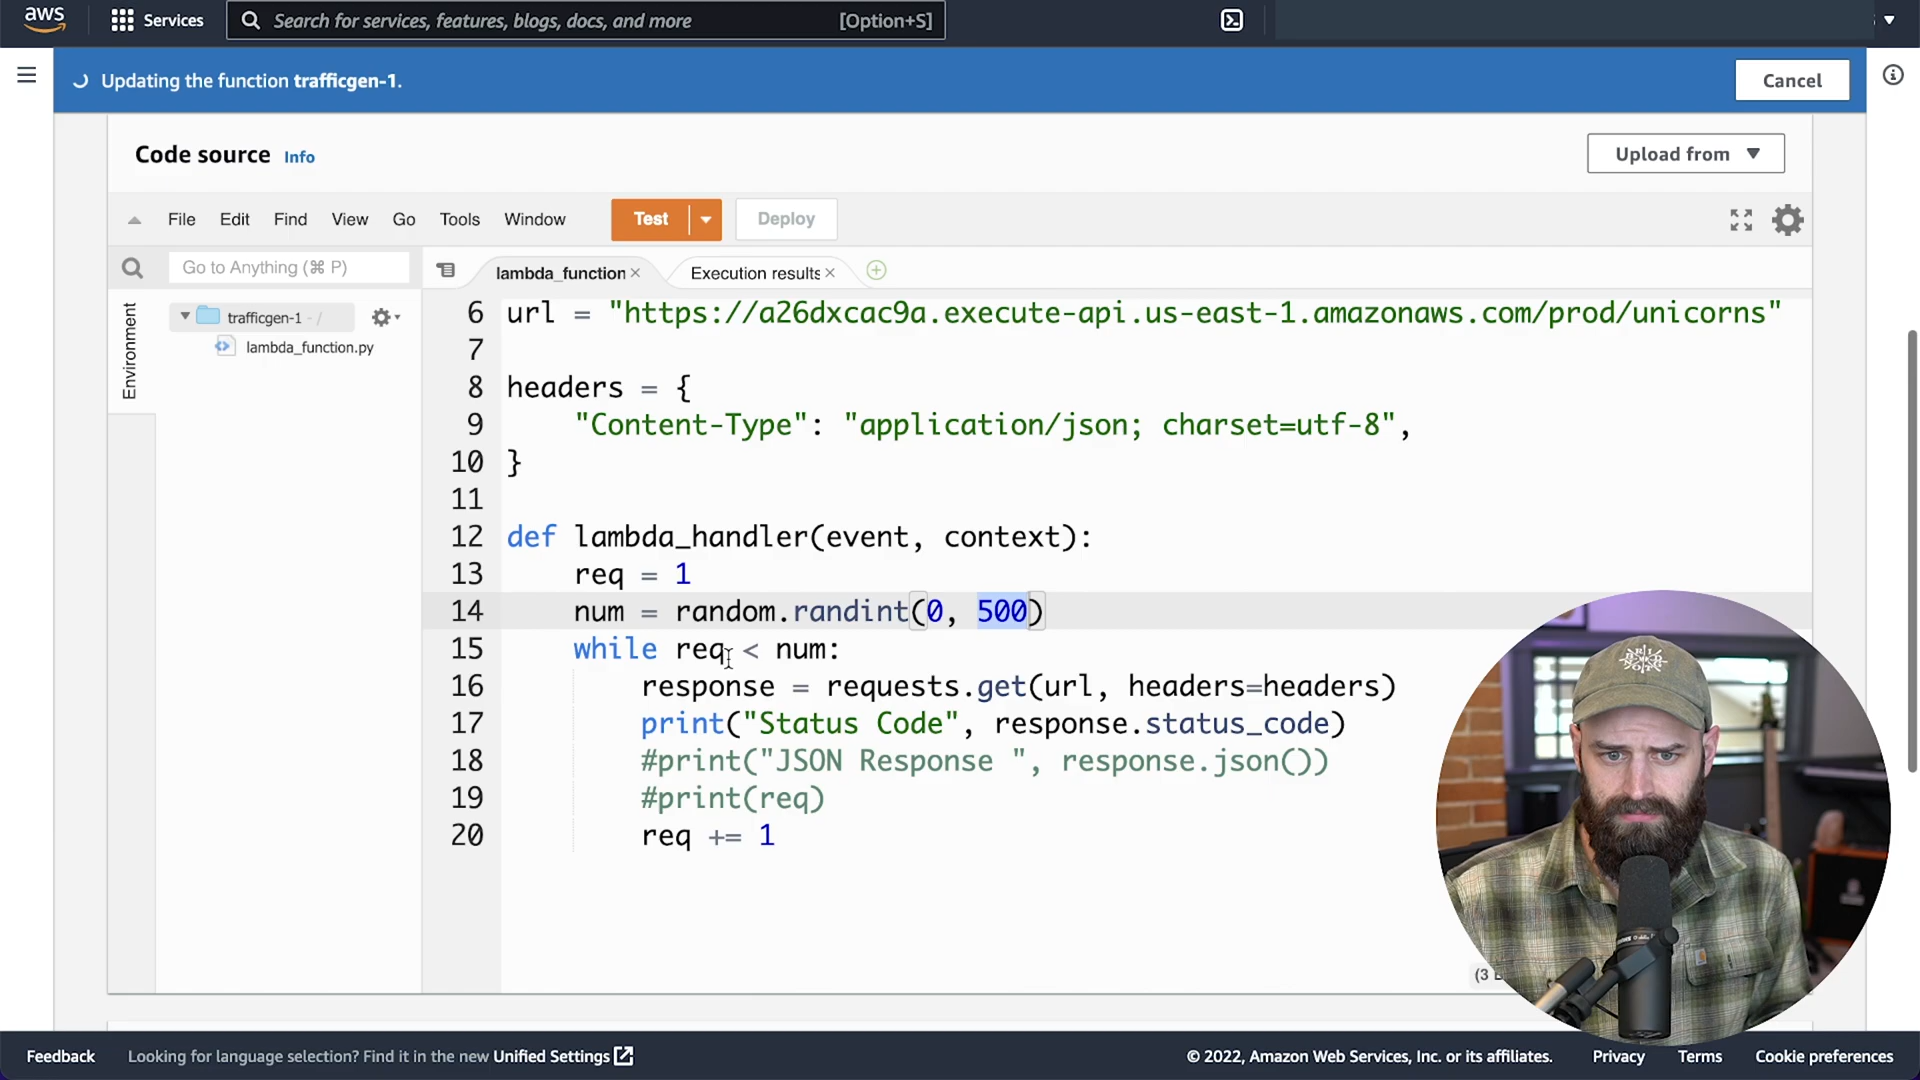 aws
Services
Search for services, features, blogs, docs, and more
[Option+S]
Updating the function trafficgen-1.
Cancel
Code source Info
Upload from
File Edit Find View Go Tools Window Test Deploy
Go to Anything (⌘ P)
lambda_function
Execution results
Environment
trafficgen-1 - /
lambda_function.py
6 url = "https://a26dxcac9a.execute-api.us-east-1.amazonaws.com/prod/unicorns"
7
8 headers = {
9 "Content-Type": "application/json; charset=utf-8",
10 }
11
12 def lambda_handler(event, context):
13 req = 1
14 num = random.randint(0, 500)
15 while req < num:
16 response = requests.get(url, headers=headers)
17 print("Status Code", response.status_code)
18 #print("JSON Response ", response.json())
19 #print(req)
20 req += 1
(3
Feedback
Looking for language selection? Find it in the new Unified Settings
© 2022, Amazon Web Services, Inc. or its affiliates.
Privacy
Terms
Cookie preferences